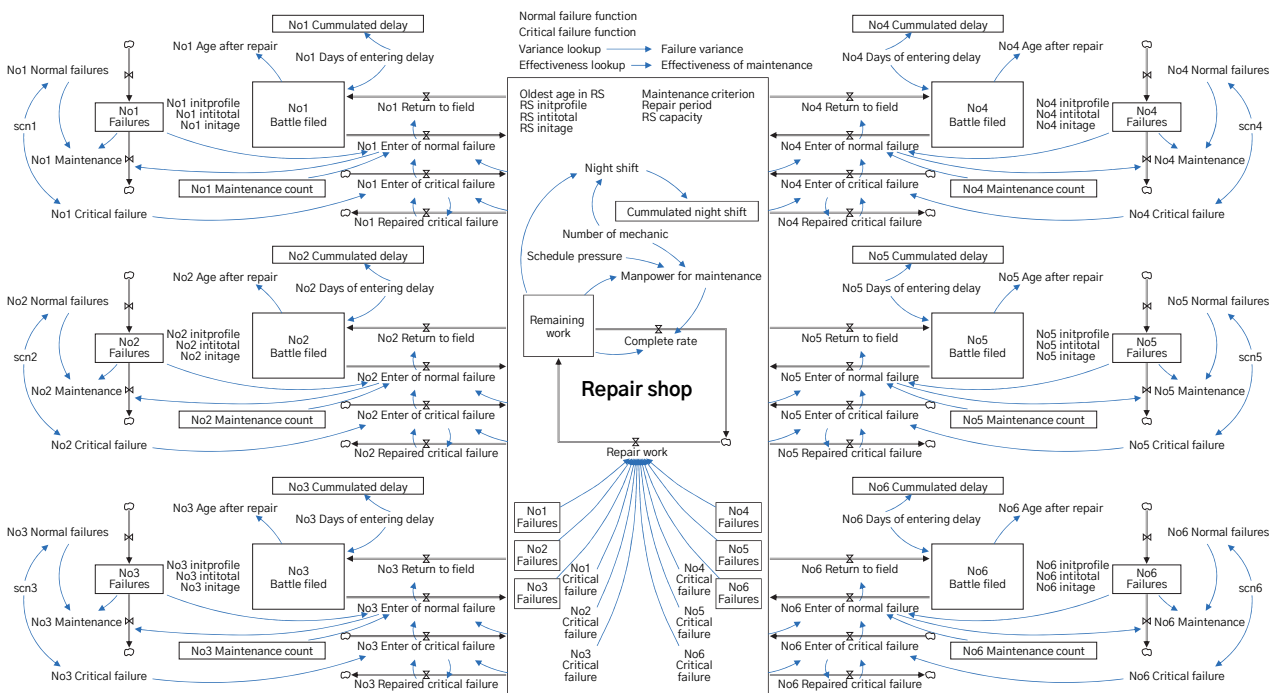 Normal failure function
Critical failure function
Variance lookup
Failure variance
Effectiveness lookup
Effectiveness of maintenance
No1 Cummulated delay
No1 Age after repair
No1 Days of entering delay
No1 Normal failures
No1
Battle filed
No1
Failures
No1 initprofile
No1 intitotal
No1 initage
scn1
No1 Maintenance
No1 Maintenance count
No1 Critical failure
No1 Return to field
No1 Enter of normal failure
No1 Enter of critical failure
No1 Repaired critical failure
No2 Cummulated delay
No2 Age after repair
No2 Days of entering delay
No2 Normal failures
No2
Battle filed
No2
Failures
No2 initprofile
No2 intitotal
No2 initage
scn2
No2 Maintenance
No2 Maintenance count
No2 Critical failure
No2 Return to field
No2 Enter of normal failure
No2 Enter of critical failure
No2 Repaired critical failure
No3 Cummulated delay
No3 Age after repair
No3 Days of entering delay
No3 Normal failures
No3
Battle filed
No3
Failures
No3 initprofile
No3 intitotal
No3 initage
scn3
No3 Maintenance
No3 Maintenance count
No3 Critical failure
No3 Return to field
No3 Enter of normal failure
No3 Enter of critical failure
No3 Repaired critical failure
Oldest age in RS
RS initprofile
RS intitotal
RS initage
Maintenance criterion
Repair period
RS capacity
Night shift
Cummulated night shift
Number of mechanic
Schedule pressure
Manpower for maintenance
Remaining
work
Complete rate
Repair shop
Repair work
No1
Failures
No2
Failures
No3
Failures
No4
Failures
No5
Failures
No6
Failures
No1
Critical
failure
No2
Critical
failure
No3
Critical
failure
No4
Critical
failure
No5
Critical
failure
No6
Critical
failure
No4 Cummulated delay
No4 Days of entering delay
No4 Age after repair
No4 Normal failures
No4
Battle filed
No4 initprofile
No4 intitotal
No4 initage
No4
Failures
scn4
No4 Maintenance
No4 Maintenance count
No4 Critical failure
No4 Return to field
No4 Enter of normal failure
No4 Enter of critical failure
No4 Repaired critical failure
No5 Cummulated delay
No5 Days of entering delay
No5 Age after repair
No5 Normal failures
No5
Battle filed
No5 initprofile
No5 intitotal
No5 initage
No5
Failures
scn5
No5 Maintenance
No5 Maintenance count
No5 Critical failure
No5 Return to field
No5 Enter of normal failure
No5 Enter of critical failure
No5 Repaired critical failure
No6 Cummulated delay
No6 Days of entering delay
No6 Age after repair
No6 Normal failures
No6
Battle filed
No6 initprofile
No6 intitotal
No6 initage
No6
Failures
scn6
No6 Maintenance
No6 Maintenance count
No6 Critical failure
No6 Return to field
No6 Enter of normal failure
No6 Enter of critical failure
No6 Repaired critical failure